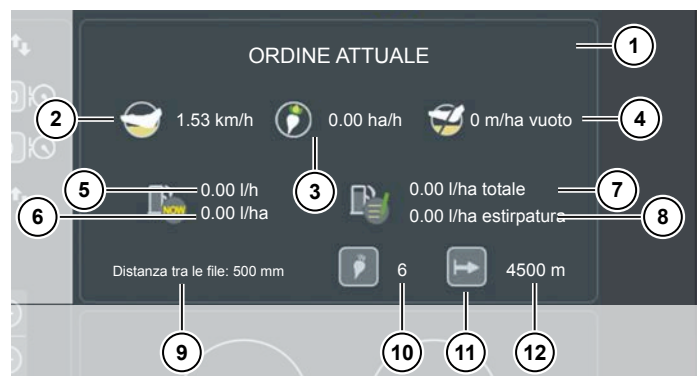 ORDINE ATTUALE
1
2
1.53 km/h
0.00 ha/h
0 m/ha vuoto
4
5
0.00 l/h
3
0.00 l/ha totale
7
6
NOW
0.00 l/ha
0.00 l/ha estirpatura
8
Distanza tra le file: 500 mm
6
4500 m
9
10
11
12